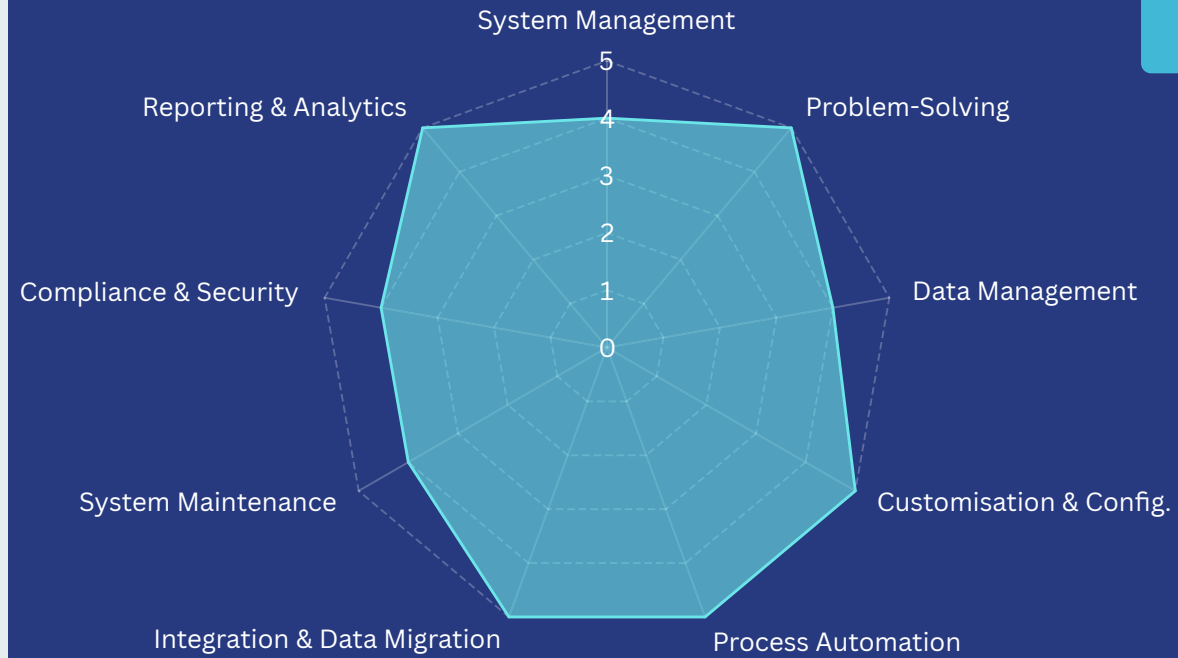 System Management
5
Reporting & Analytics
Problem-Solving
4
3
2
Compliance & Security
Data Management
1
0
System Maintenance
Customisation & Config.
Integration & Data Migration
Process Automation